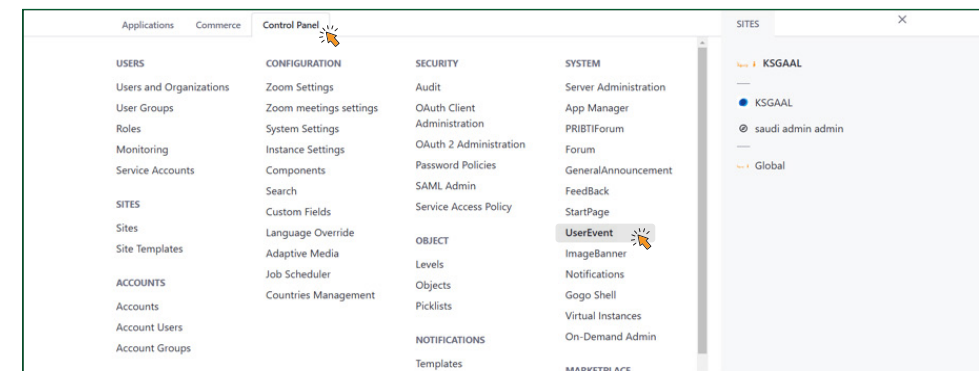 Applications Commerce Control Panel
SITES
USERS
Users and Organizations
User Groups
Roles
Monitoring
Service Accounts
SITES
Sites
Site Templates
ACCOUNTS
Accounts
Account Users
Account Groups
CONFIGURATION
Zoom Settings
Zoom meetings settings
System Settings
Instance Settings
Components
Search
Custom Fields
Language Override
Adaptive Media
Job Scheduler
Countries Management
SECURITY
Audit
OAuth Client
Administration
OAuth 2 Administration
Password Policies
SAML Admin
Service Access Policy
OBJECT
Levels
Objects
Picklists
NOTIFICATIONS
Templates
SYSTEM
Server Administration
App Manager
PRIBTIForum
Forum
GeneralAnnouncement
FeedBack
StartPage
UserEvent
ImageBanner
Notifications
Gogo Shell
Virtual Instances
On-Demand Admin
MARKETPLACE
KSGAAL
KSGAAL
saudi admin admin
Global